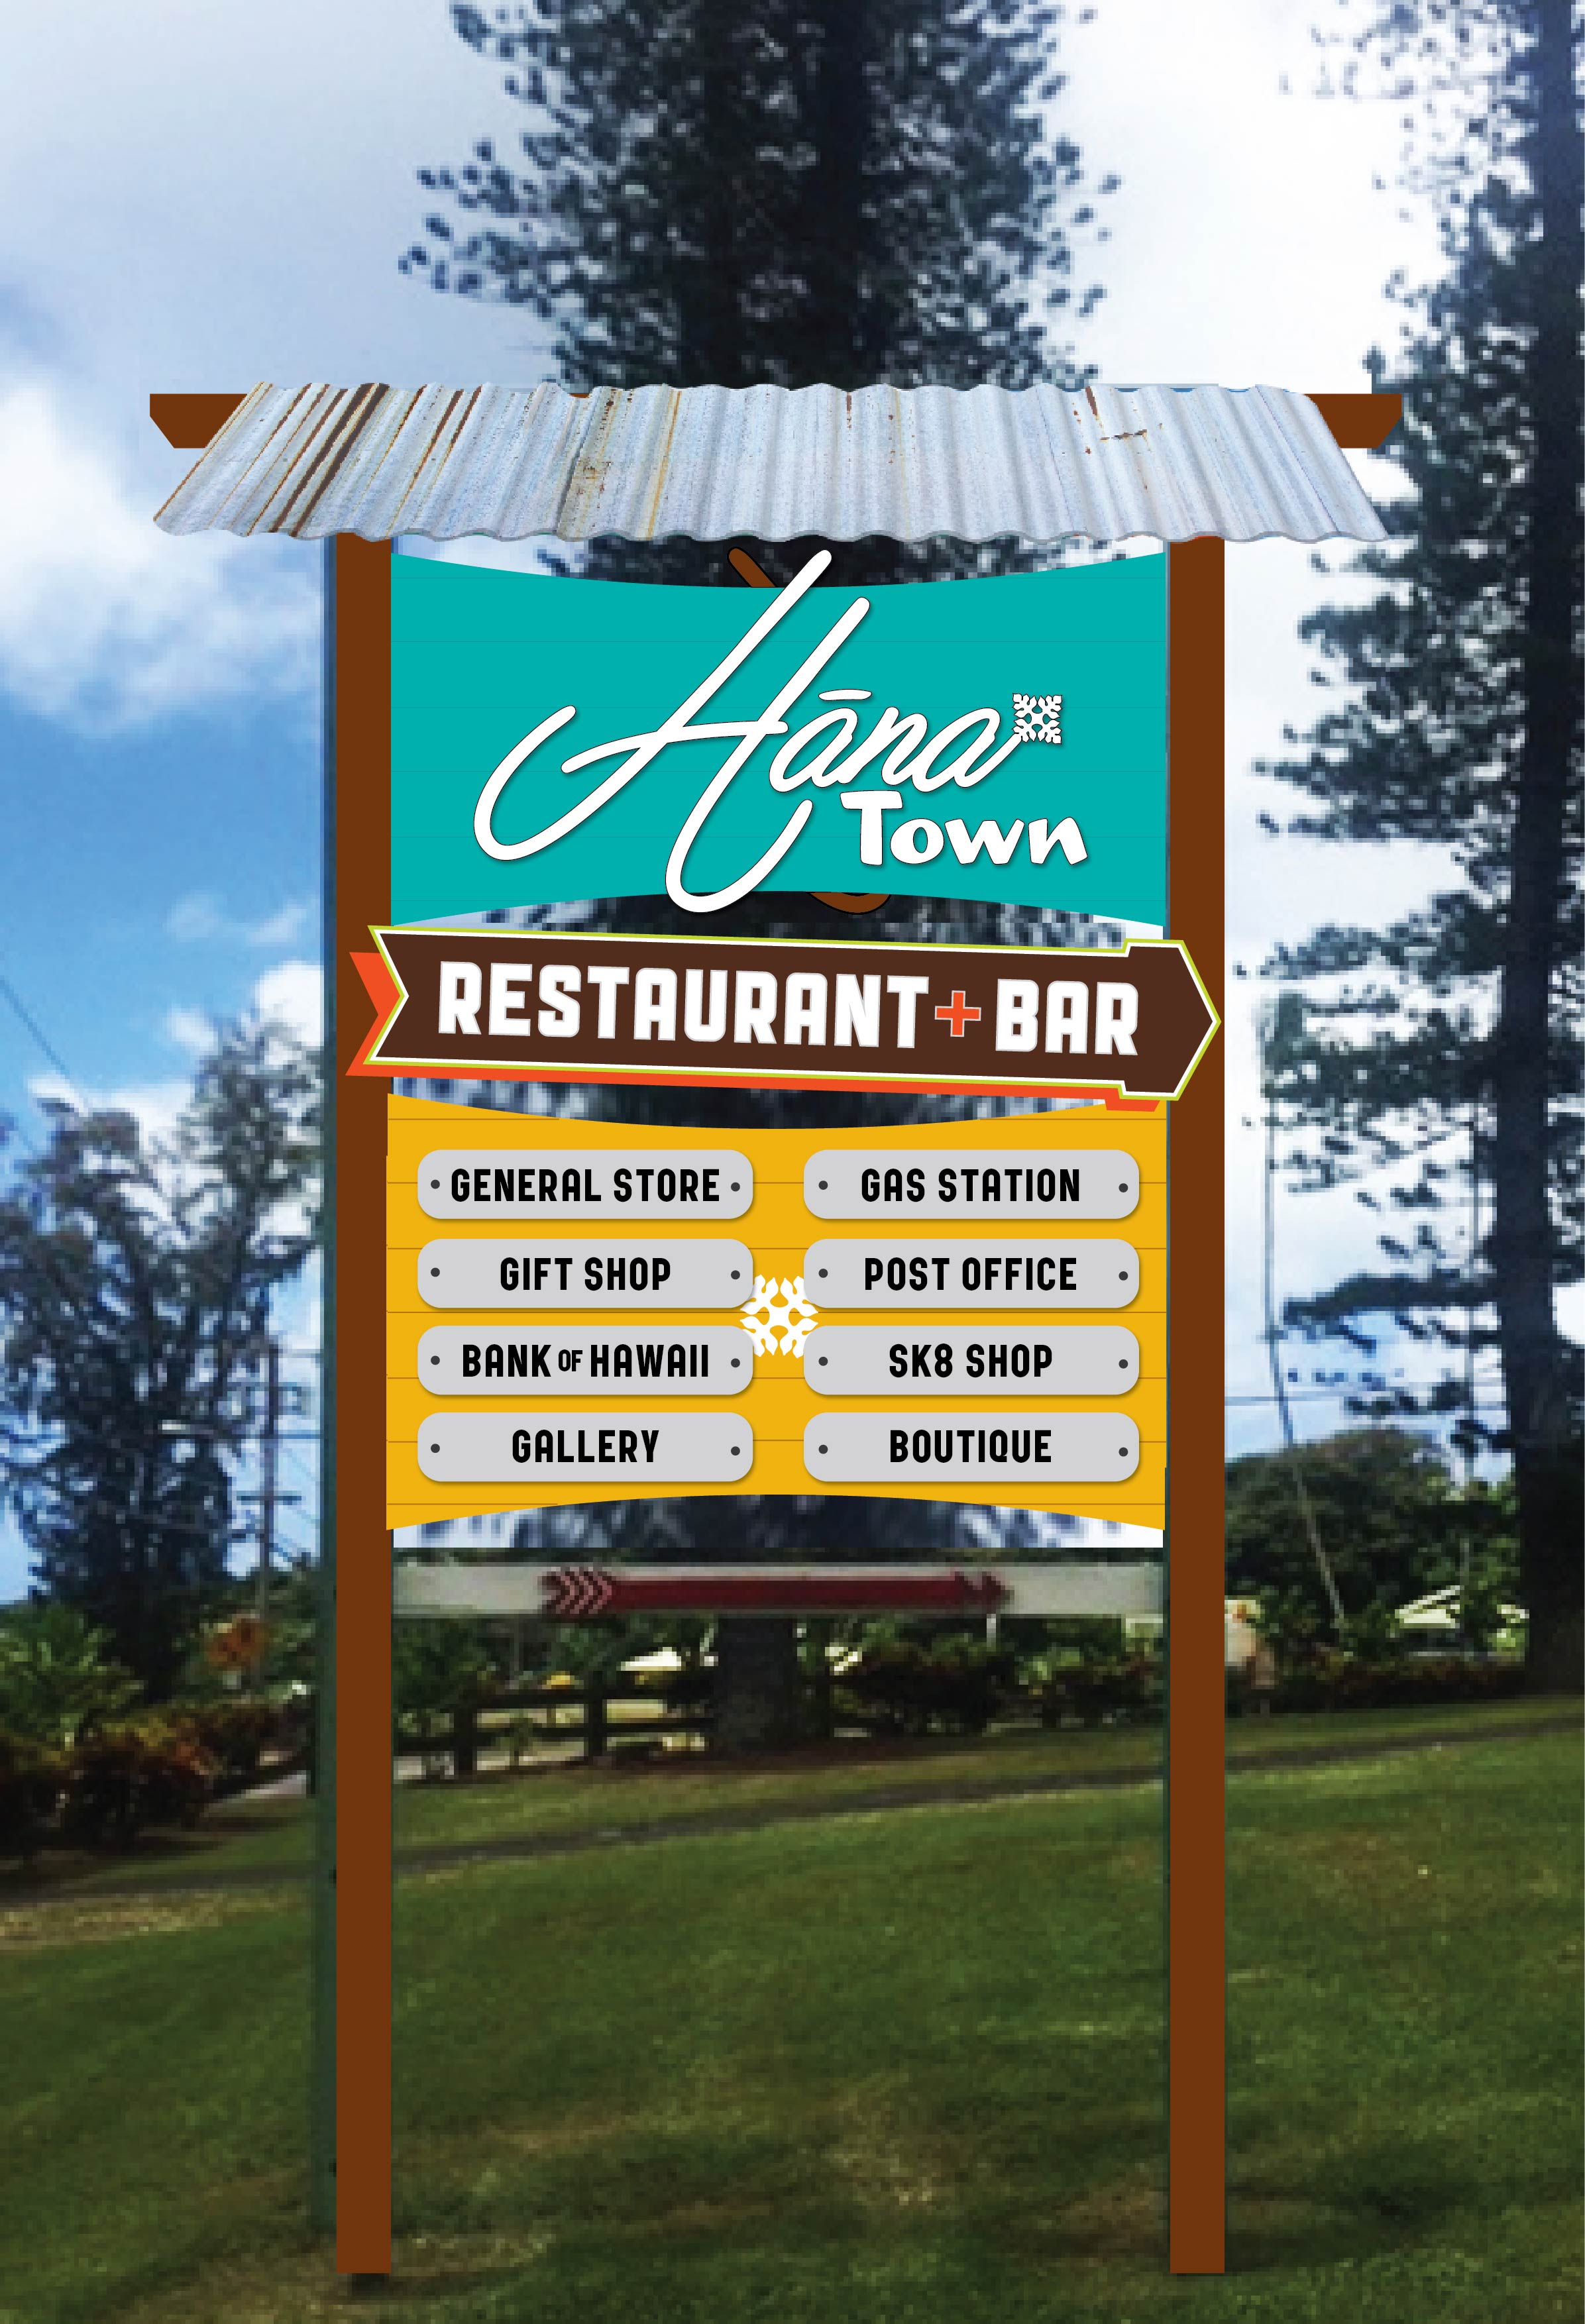 Hāna
Town
RESTAURANT + BAR
GENERAL STORE
GAS STATION
GIFT SHOP
POST OFFICE
BANK OF HAWAII
SK8 SHOP
GALLERY
BOUTIQUE